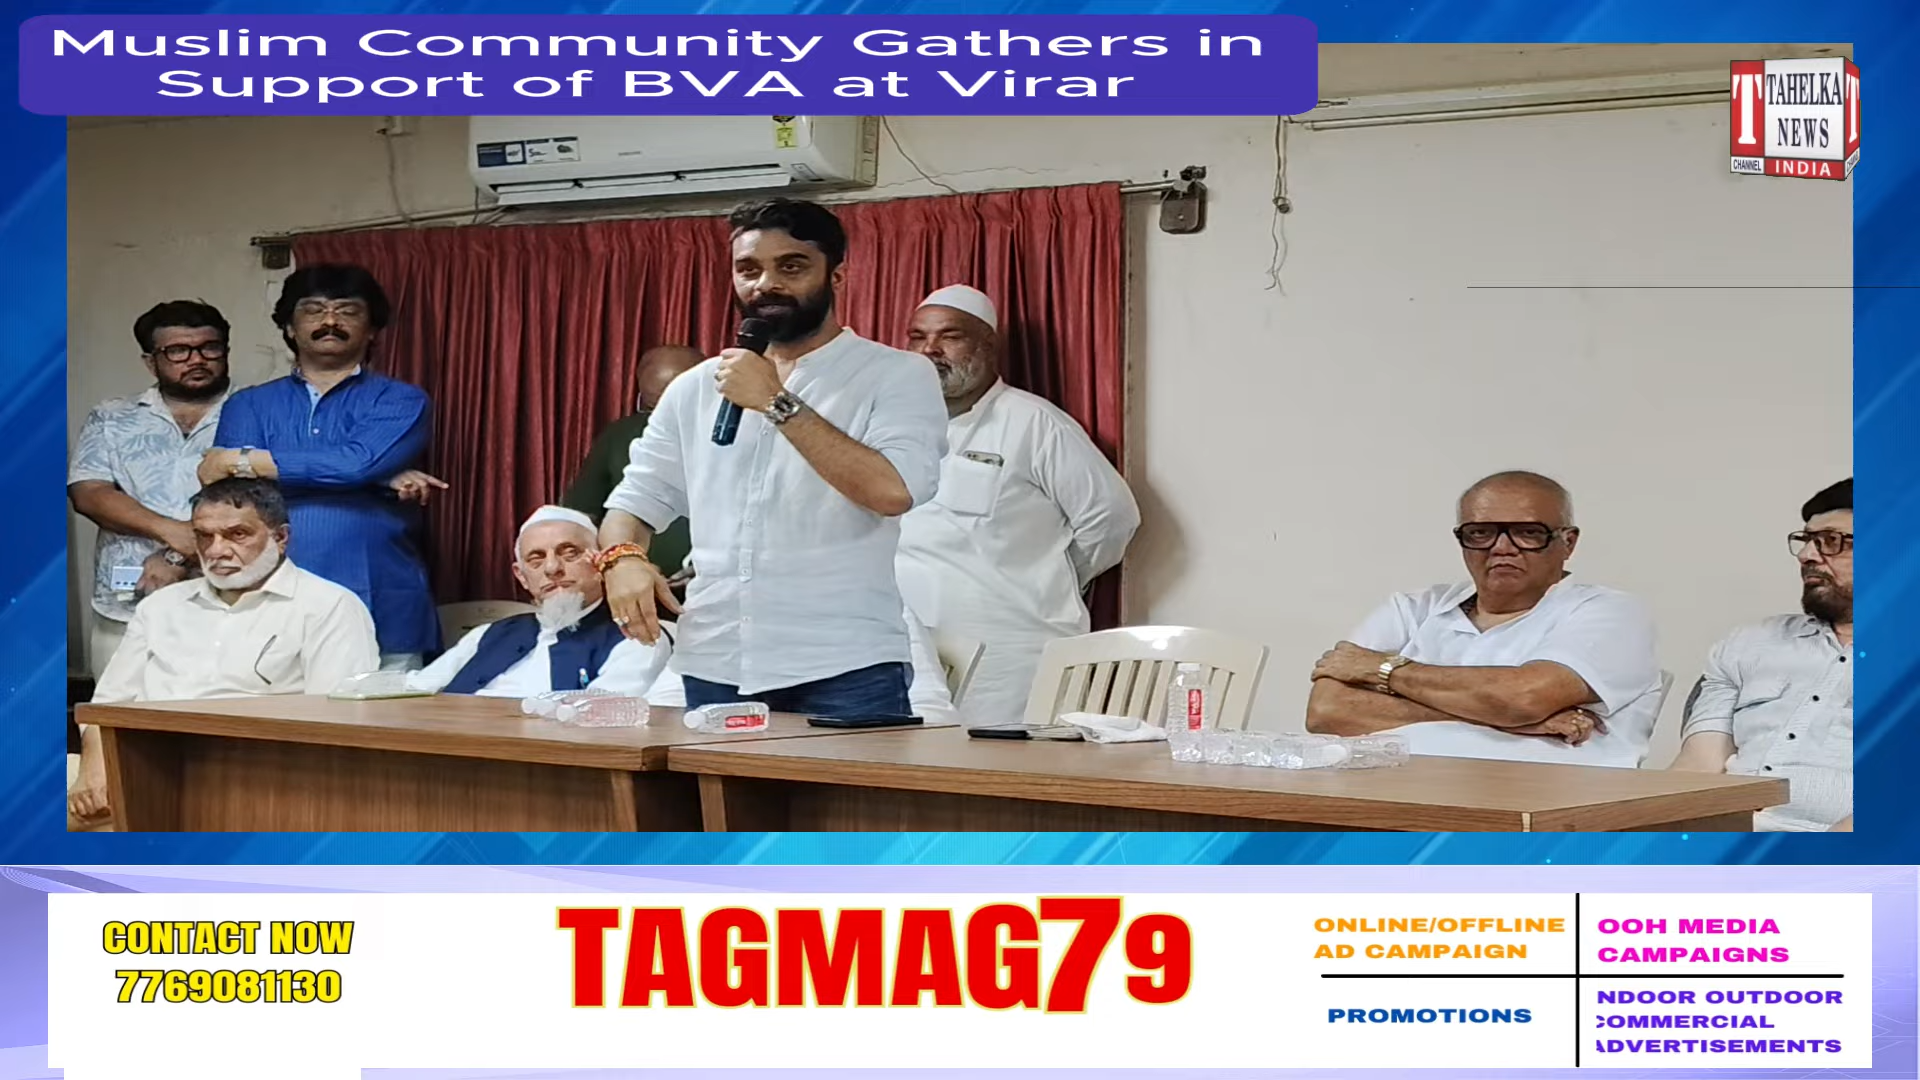 Muslim Community Gathers in
Support of BVA at Virar
TAHELKA
NEWS
CHANNEL
INDIA
CONTACT NOW
7769081130
TAGMAG79
ONLINE/OFFLINE
AD CAMPAIGN
OOH MEDIA
CAMPAIGNS
PROMOTIONS
NDOOR OUTDOOR
COMMERCIAL
ADVERTISEMENTS